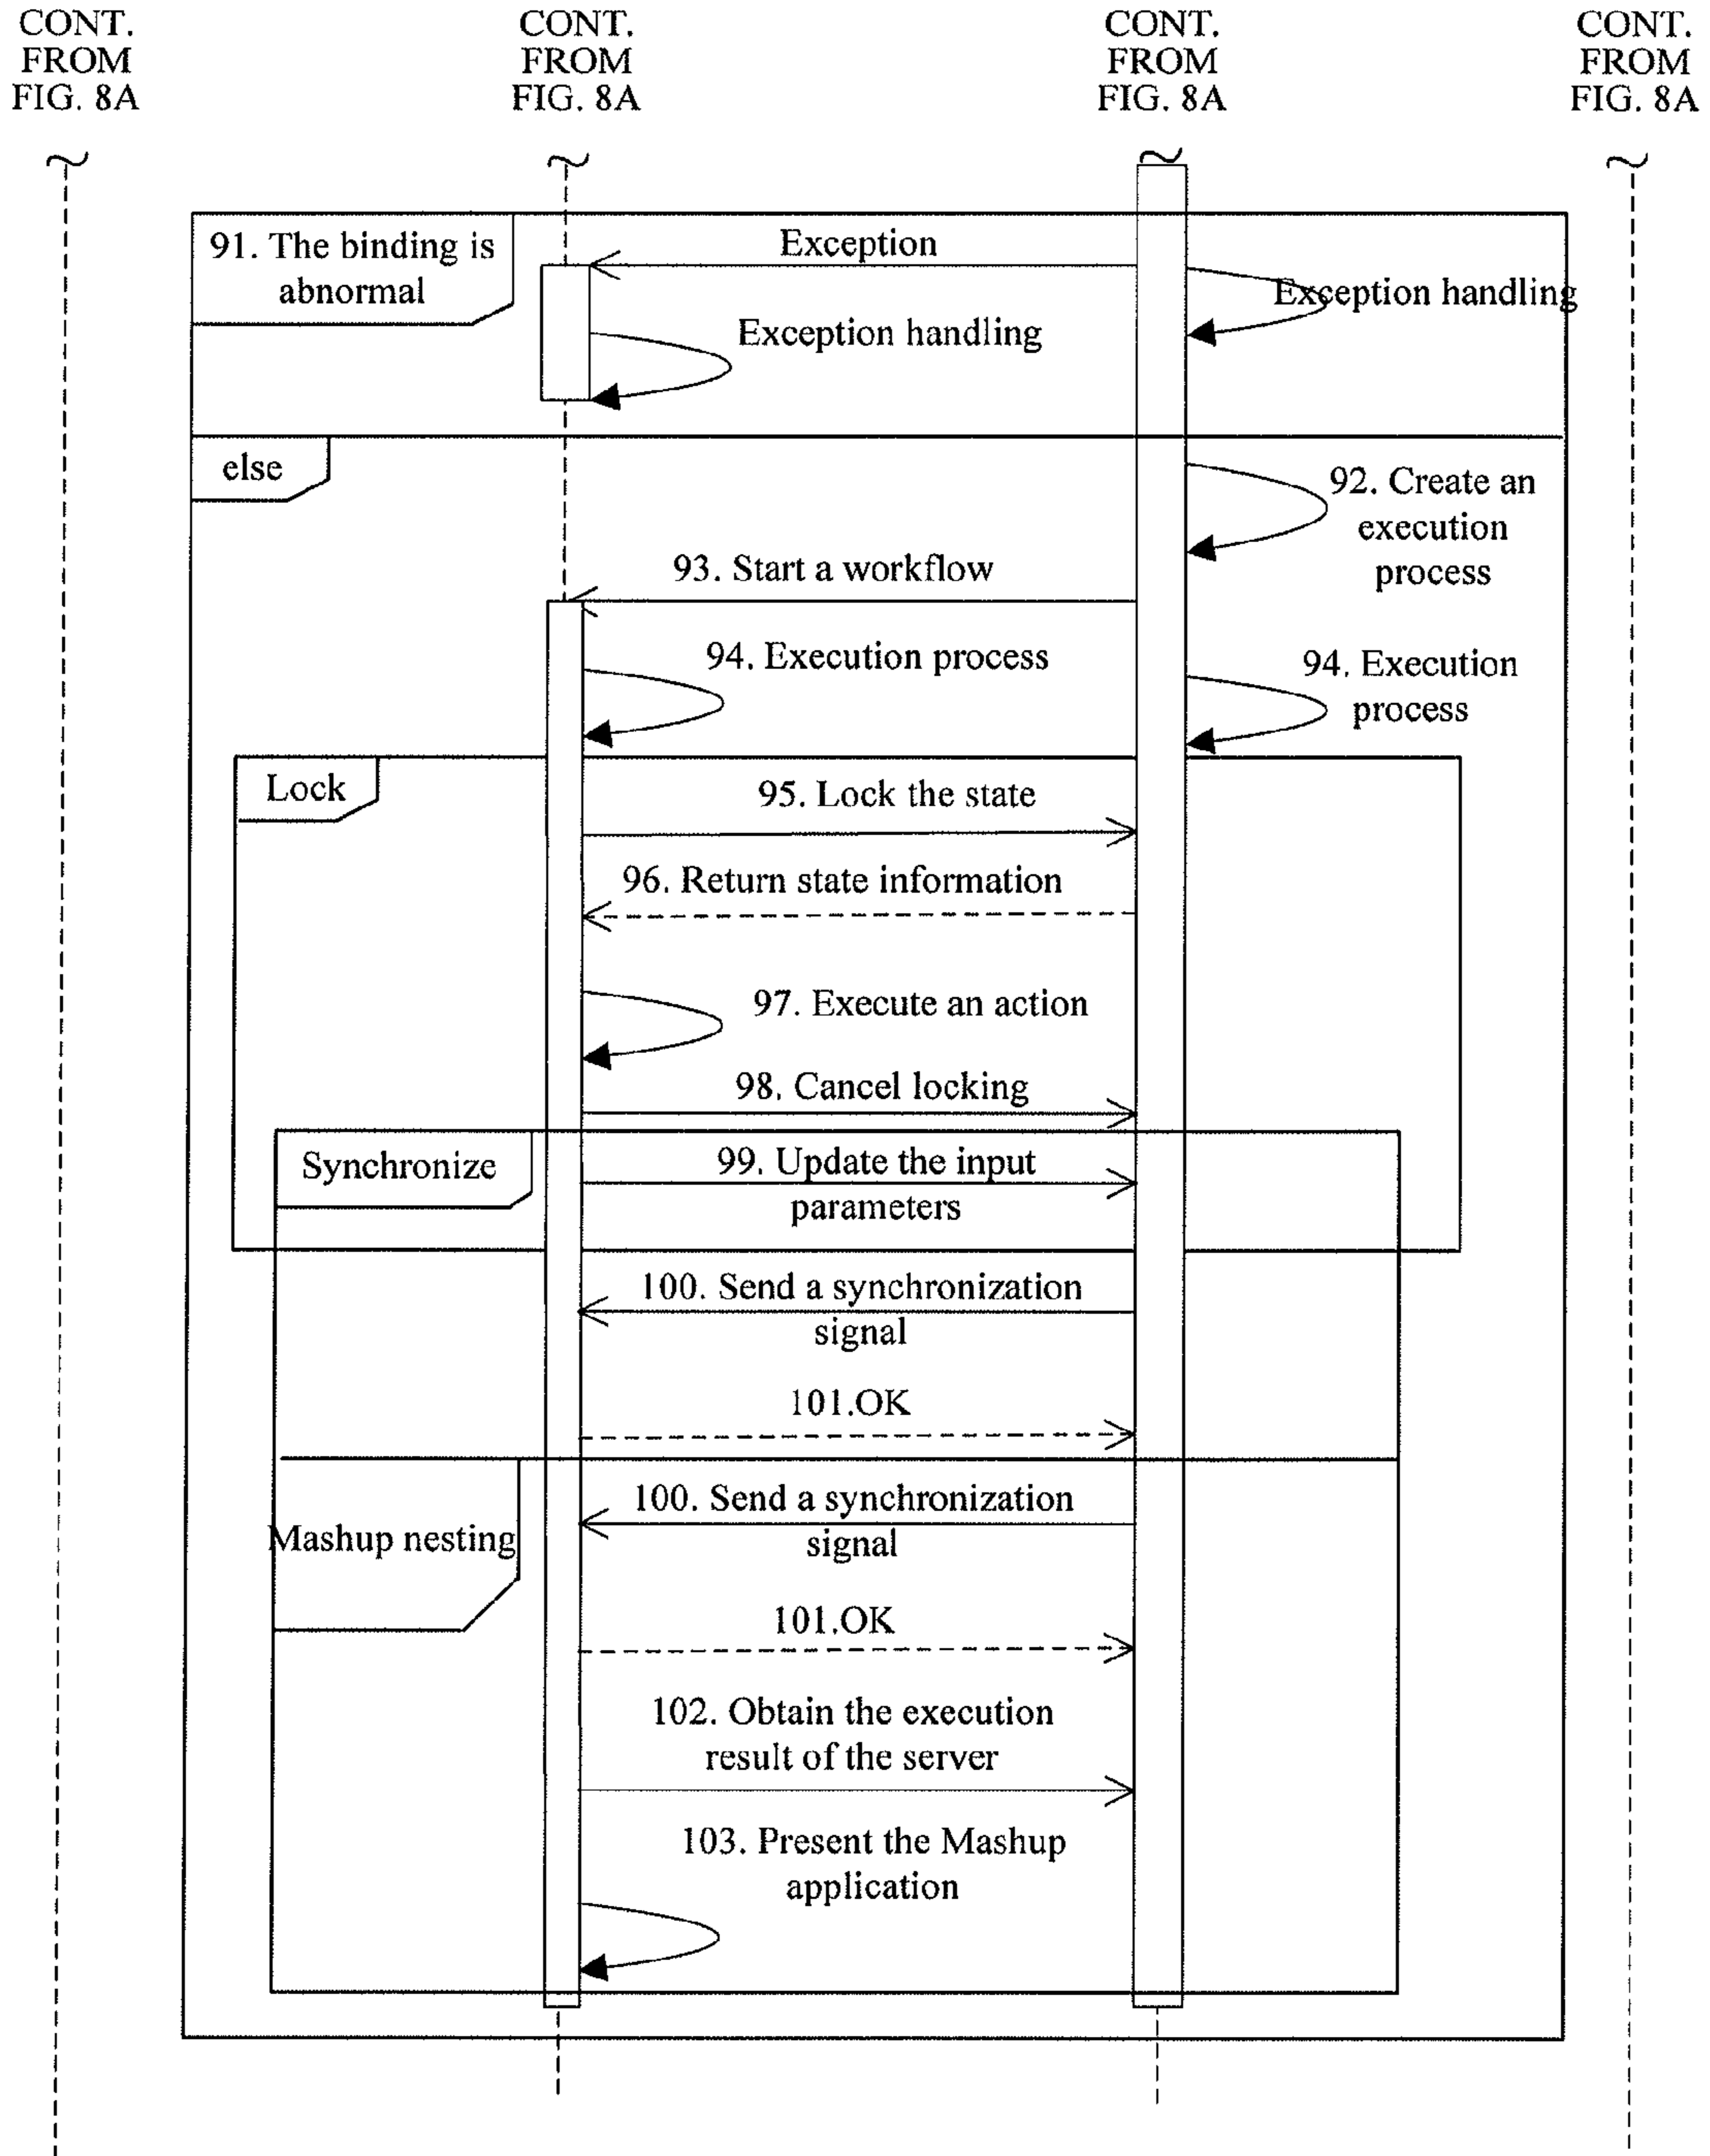 CONT.
FROM
FIG. 8A
CONT.
FROM
FIG. 8A
CONT.
FROM
FIG. 8A
CONT.
FROM
FIG. 8A
91. The binding is
abnormal
Exception
Exception handling
Exception handling
else
92. Create an
execution
process
93. Start a workflow
94. Execution process
94. Execution
process
Lock
95. Lock the state
96. Return state information
97. Execute an action
98. Cancel locking
Synchronize
99. Update the input
parameters
100. Send a synchronization
signal
101.OK
Mashup nesting
100. Send a synchronization
signal
101.OK
102. Obtain the execution
result of the server
103. Present the Mashup
application